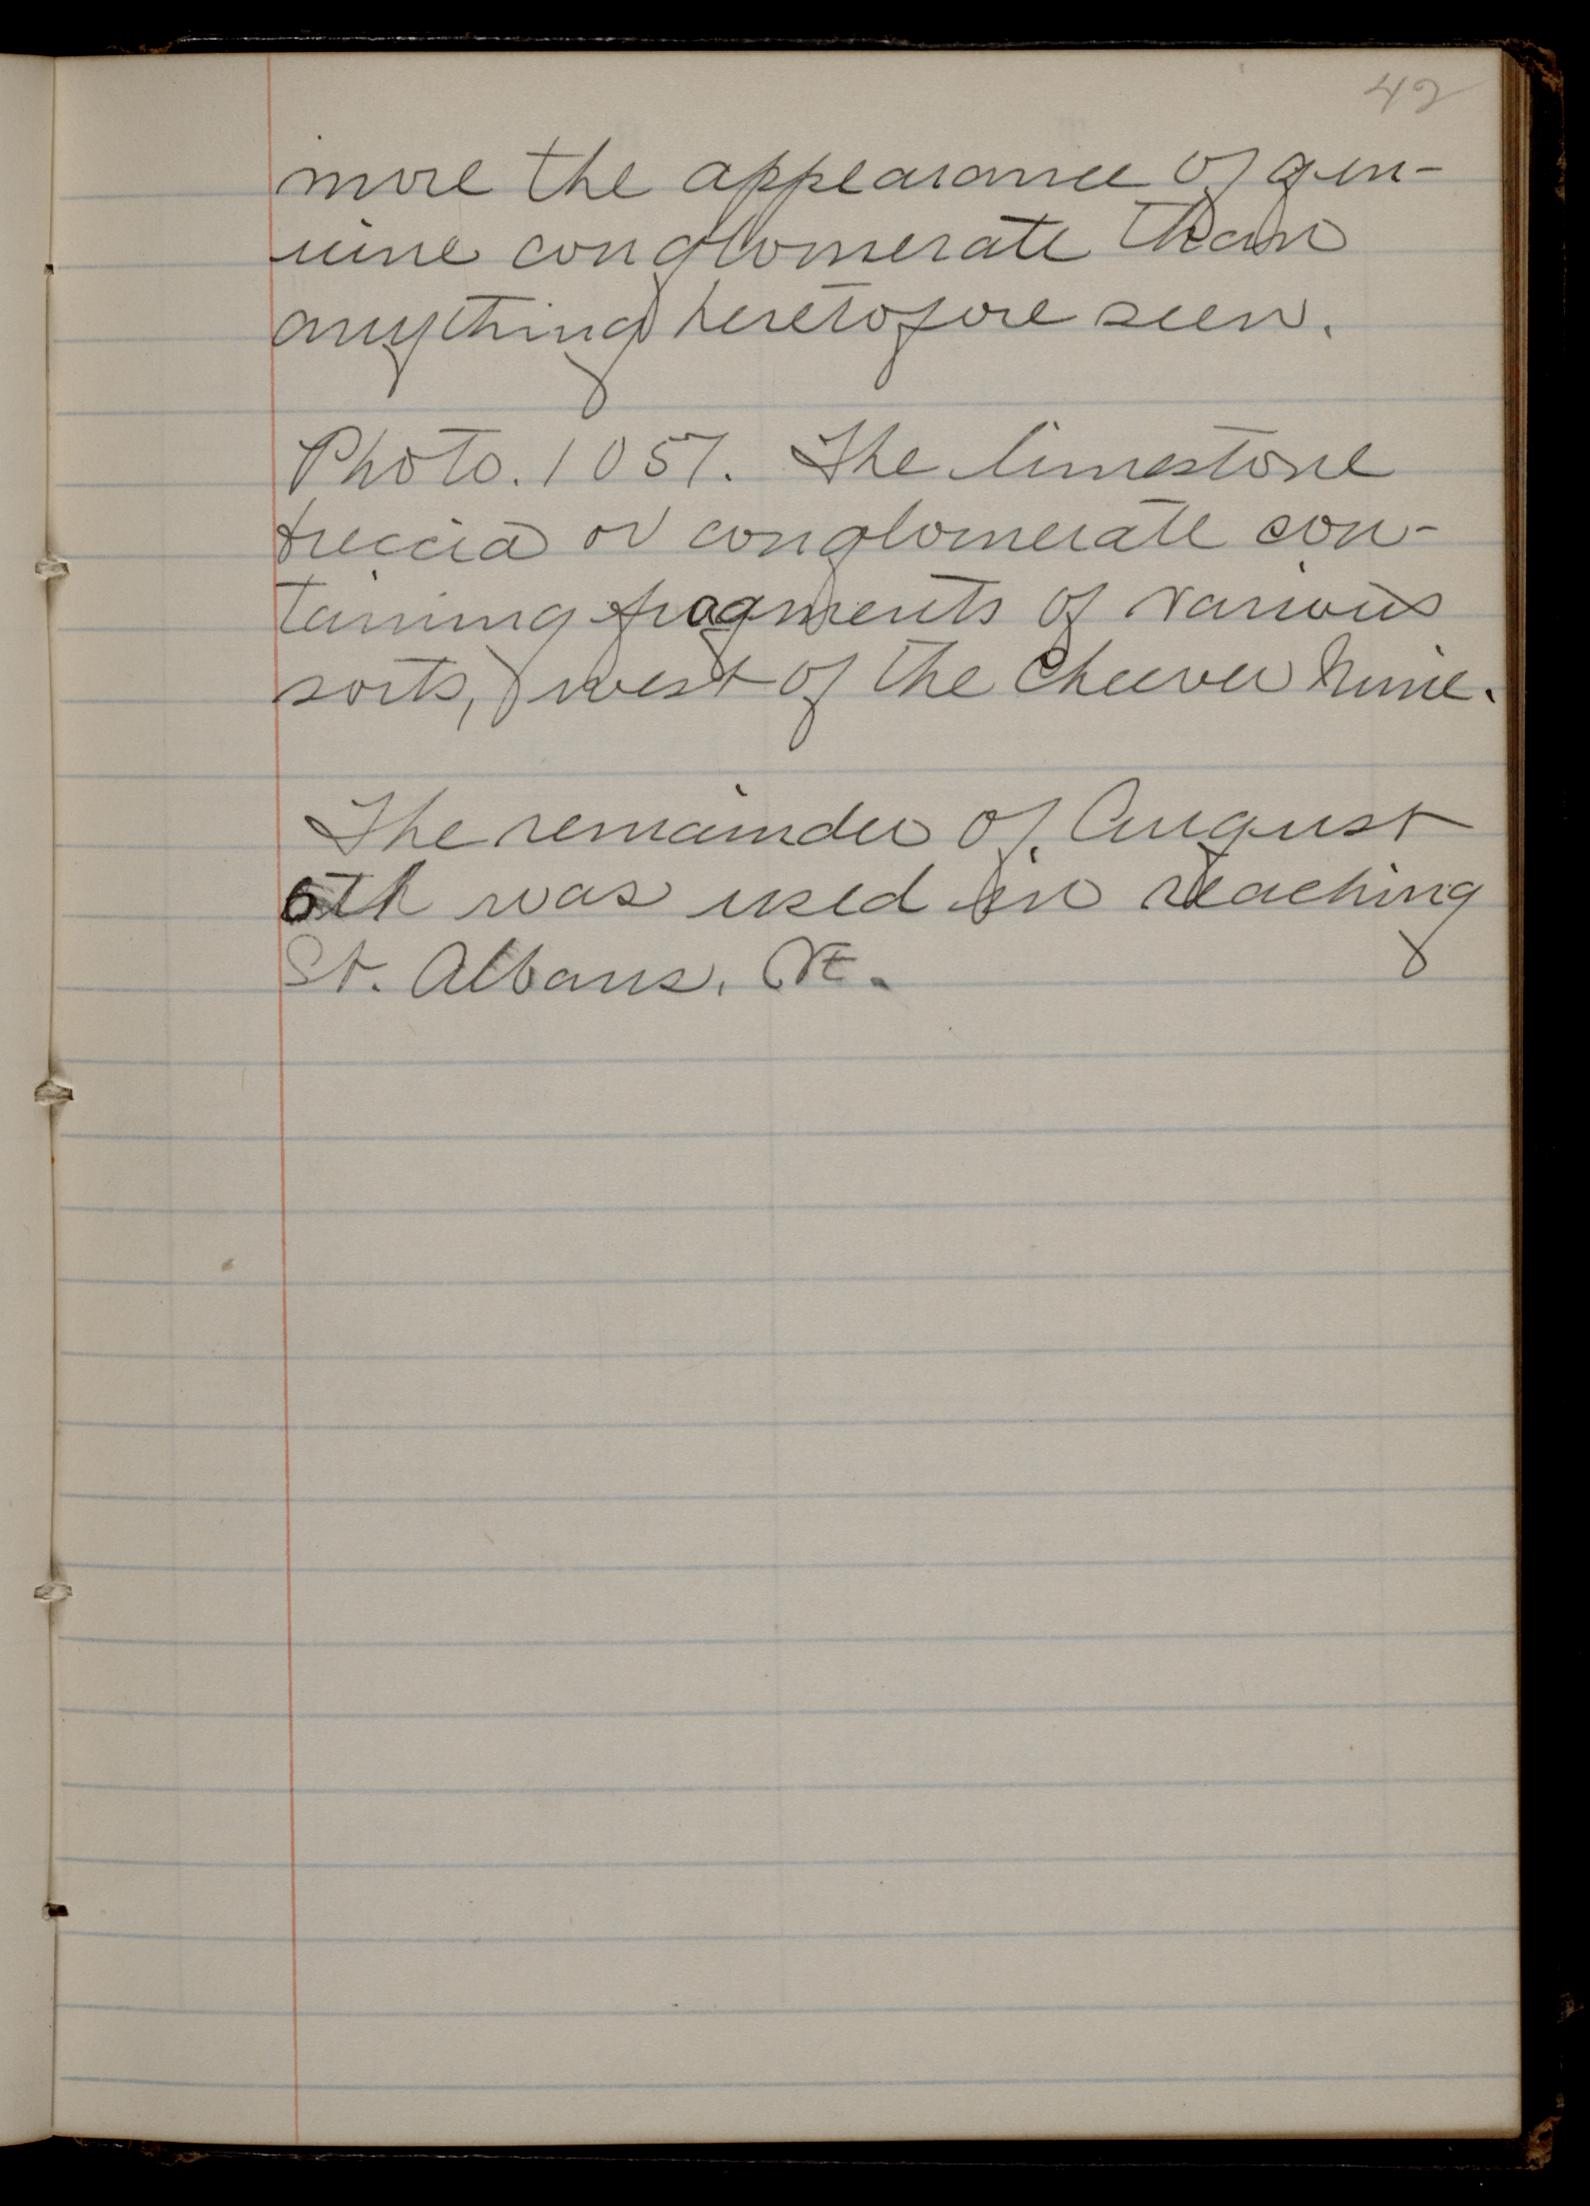 42
more the appearance of gen-
uine conglomerate than
anything heretofore seen.
Photo. 1057. The limestone
breccia or conglomerate con-
taining fragments of various
sorts, west of the Cheever Mine.
The remainder of August
6th was used in reaching
St. Albans, Vt.